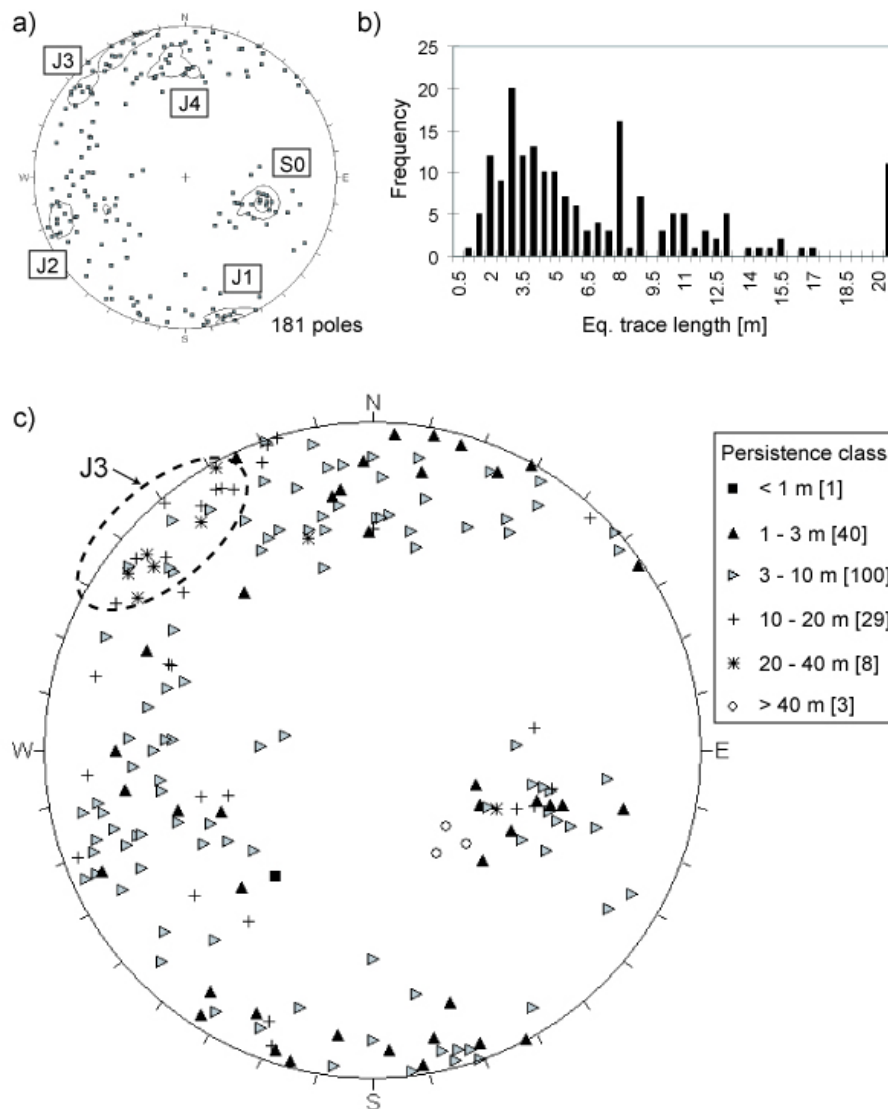 a)
N
J3
J4
S0
W
E
J2
J1
S
181 poles
b)
25
20
15
10
5
0
Frequency
0.5
2
3.5
5
6.5
8
9.5
11
12.5
14
15.5
17
18.5
20
Eq. trace length [m]
c)
N
J3
W
E
S
Persistence class
< 1 m [1]
1 - 3 m [40]
3 - 10 m [100]
10 - 20 m [29]
20 - 40 m [8]
> 40 m [3]